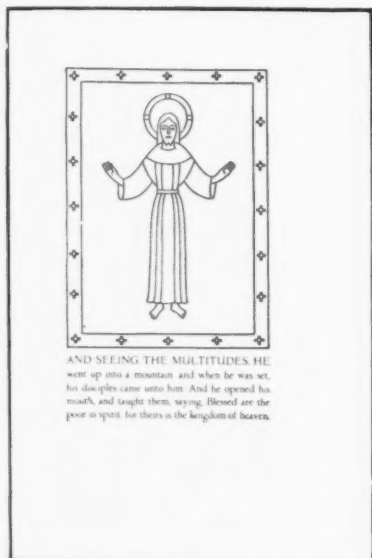 AND SEEING THE MULTITUDES, HE
went up into a mountain and when he was set,
his disciples came unto him. And he opened his
mouth, and taught them, saying, Blessed are the
poor in spirit, for theirs is the kingdom of heaven.